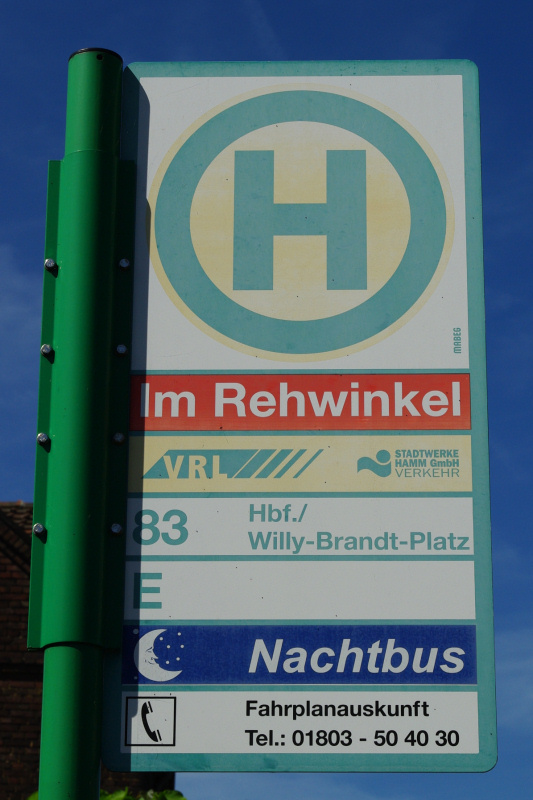 H
MABEG
Im Rehwinkel
VRL
STADTWERKE
HAMM GmbH
VERKEHR
83
Hbf./
Willy-Brandt-Platz
E
Nachtbus
Fahrplanauskunft
Tel.: 01803 - 50 40 30